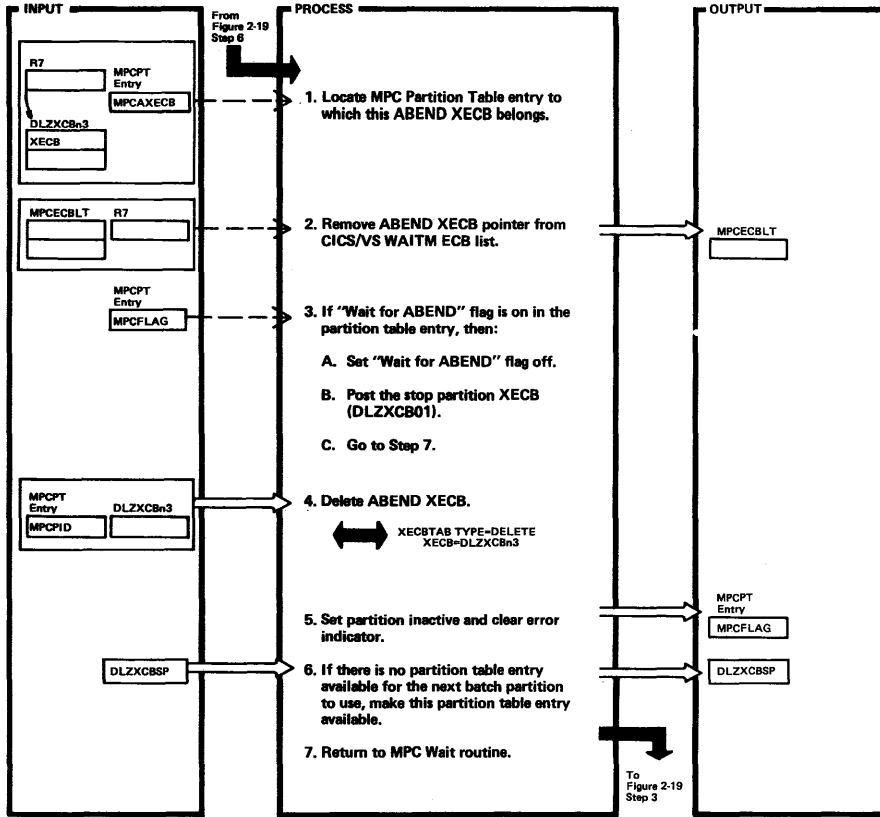 INPUT
From
Figure 2-19
Step 6
PROCESS
OUTPUT
R7
MPCPT
Entry
MPCAXECB
DLZXCBn3
XECB
1. Locate MPC Partition Table entry to
which this ABEND XECB belongs.
MPCECBLT
R7
2. Remove ABEND XECB pointer from
CICS/VS WAITM ECB list.
MPCECBLT
MPCPT
Entry
MPCFLAG
3. If "Wait for ABEND" flag is on in the
partition table entry, then:
A. Set "Wait for ABEND" flag off.
B. Post the stop partition XECB
(DLZXCB01).
C. Go to Step 7.
MPCPT
Entry
MPCPID
DLZXCBn3
4. Delete ABEND XECB.
XECBTAB TYPE=DELETE
XECB=DLZXCBn3
5. Set partition inactive and clear error
indicator.
MPCPT
Entry
MPCFLAG
DLZXCBSP
6. If there is no partition table entry
available for the next batch partition
to use, make this partition table entry
available.
DLZXCBSP
7. Return to MPC Wait routine.
To
Figure 2-19
Step 3